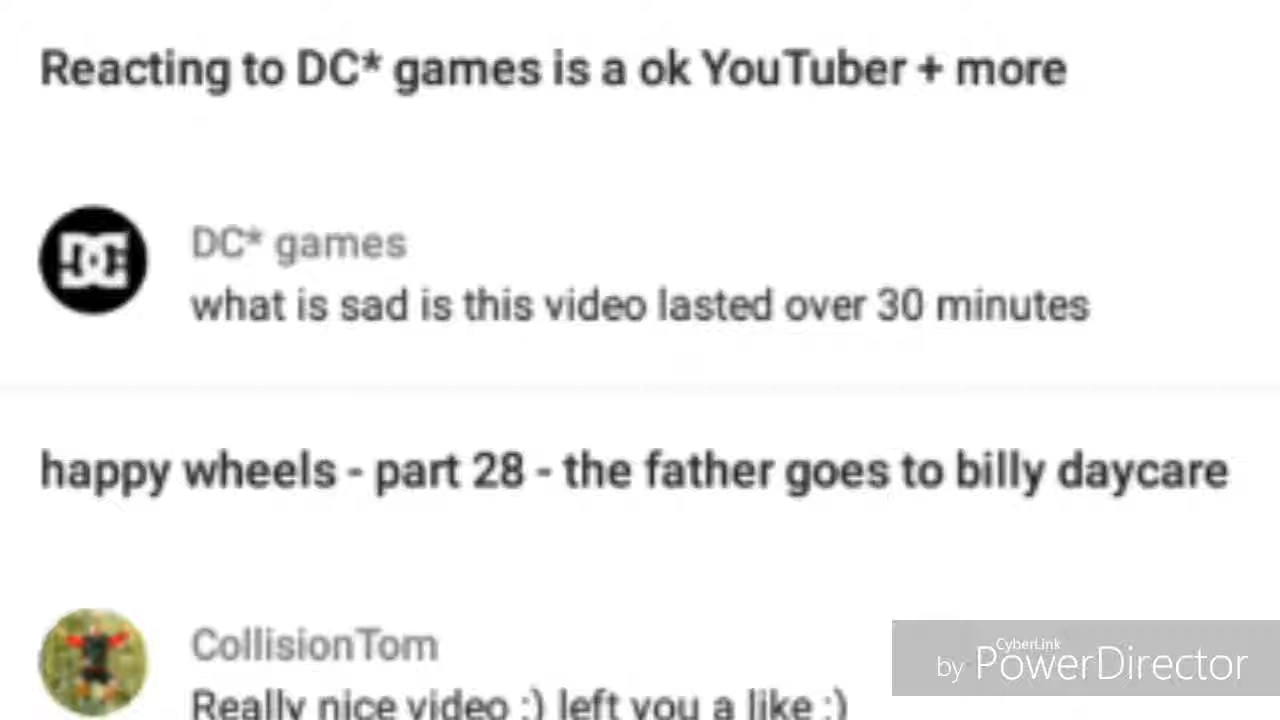 Reacting to DC* games is a ok YouTuber + more
DC
DC* games
what is sad is this video lasted over 30 minutes
happy wheels - part 28 - the father goes to billy daycare
CollisionTom
Really nice video :) left you a like :)
by CyberLink PowerDirector